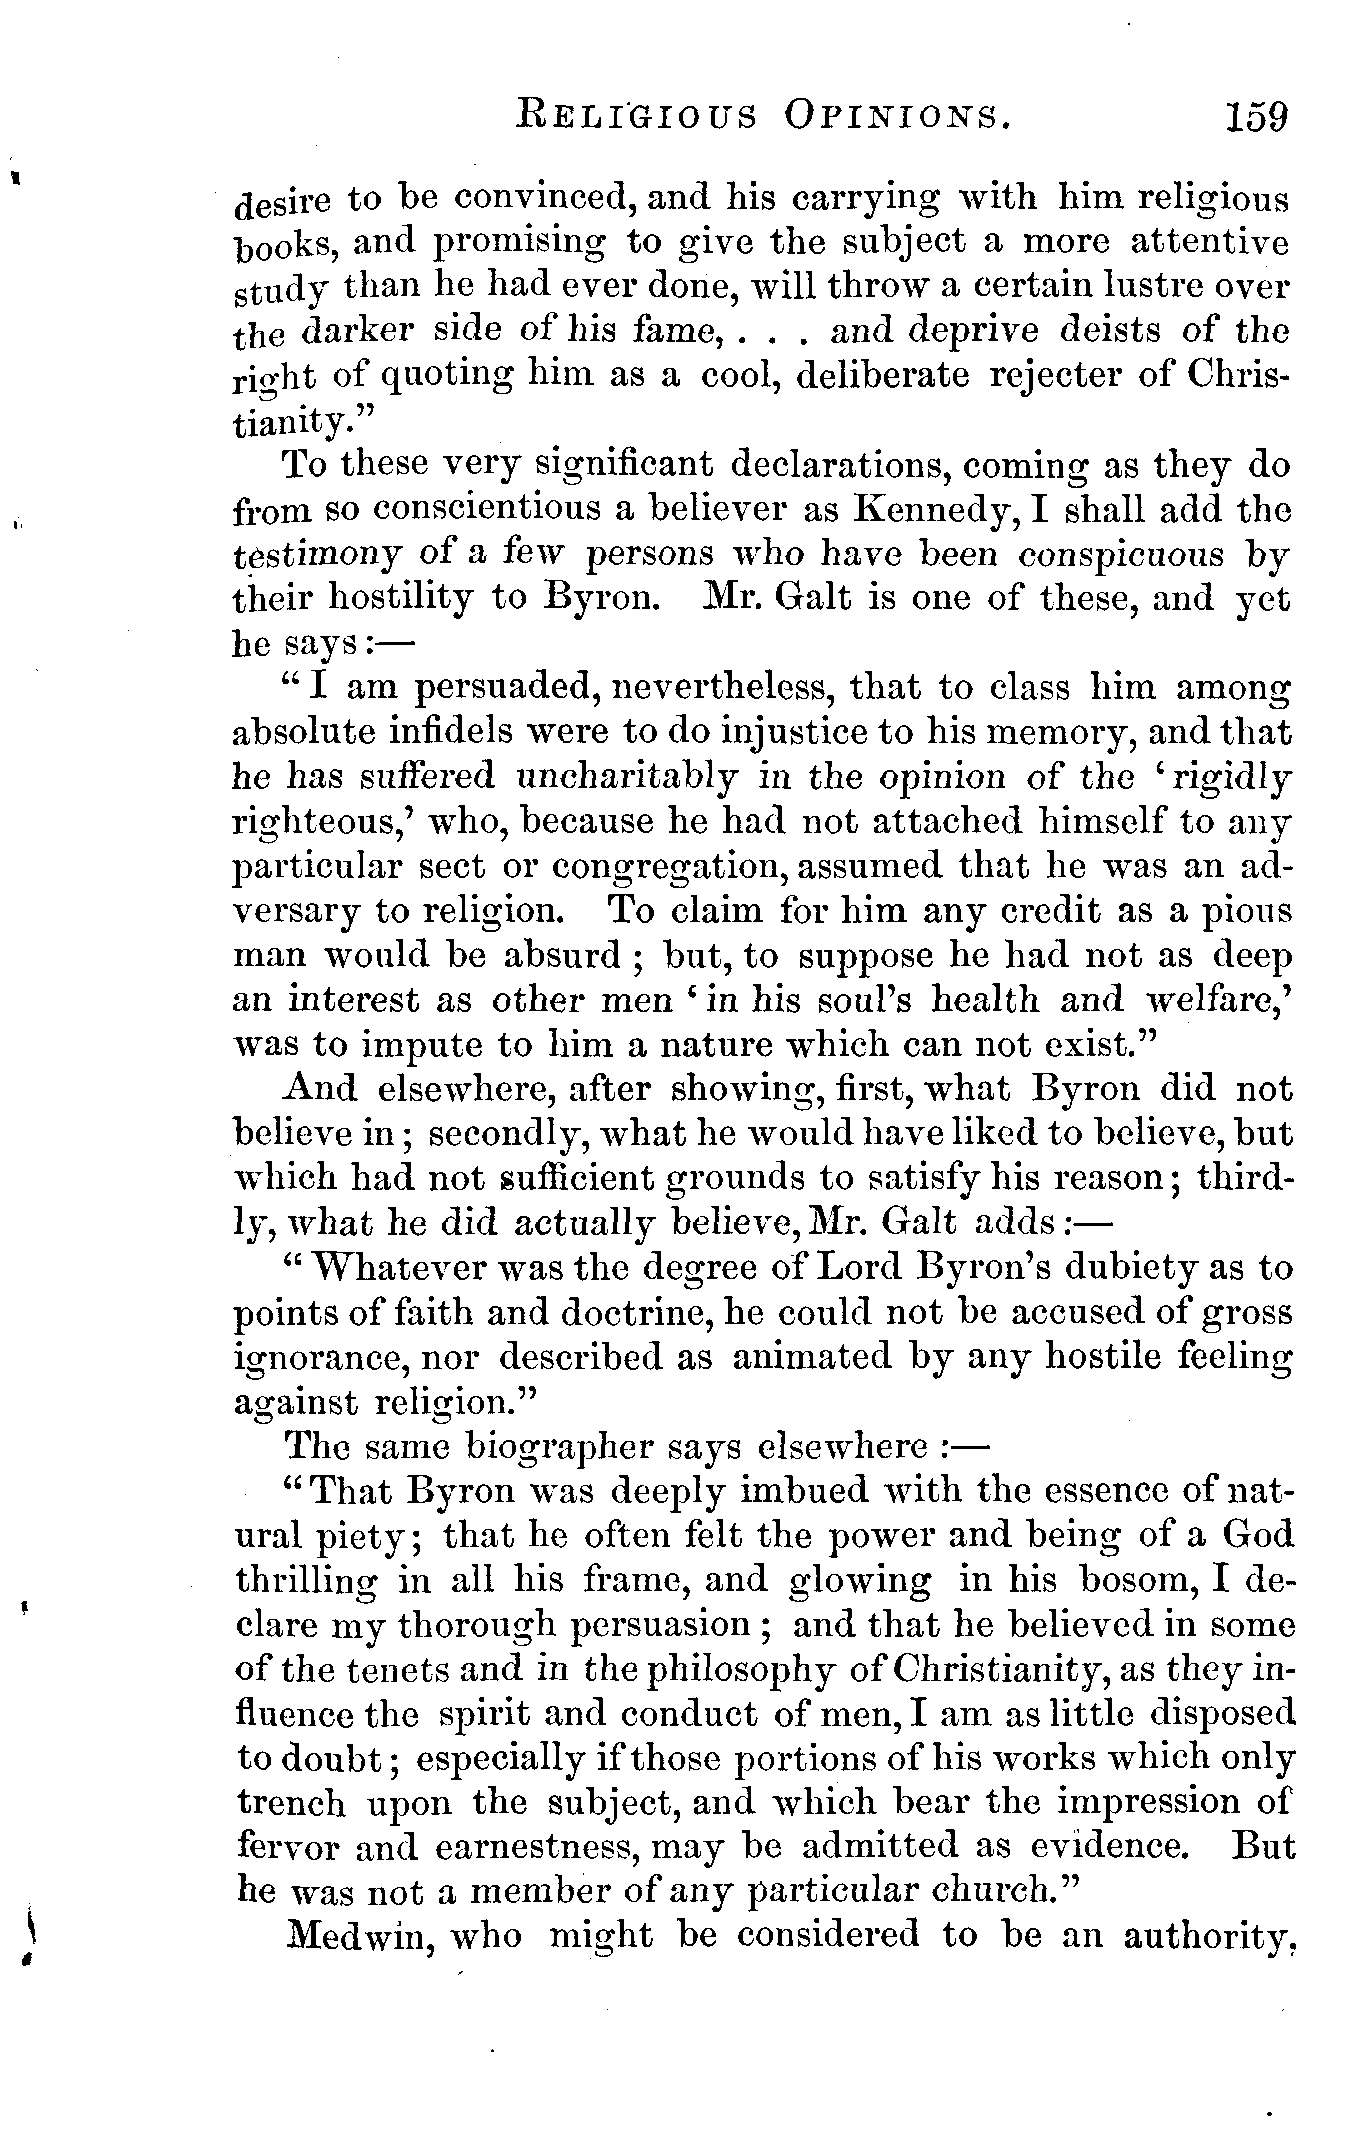 RELIGIOUS OPINIONS. 159
desire to be convinced, and his carrying with him religious
books, and promising to give the subject a more attentive
study than he had ever done, will throw a certain lustre over
the darker side of his fame, . . . and deprive deists of the
right of quoting him as a cool, deliberate rejecter of Chris-
tianity.”
To these very significant declarations, coming as they do
from so conscientious a believer as Kennedy, I shall add the
testimony of a few persons who have been conspicuous by
their hostility to Byron. Mr. Galt is one of these, and yet
he says:—
“I am persuaded, nevertheless, that to class him among
absolute infidels were to do injustice to his memory, and that
he has suffered uncharitably in the opinion of the ‘rigidly
righteous,’ who, because he had not attached himself to any
particular sect or congregation, assumed that he was an ad-
versary to religion. To claim for him any credit as a pious
man would be absurd; but, to suppose he had not as deep
an interest as other men ‘in his soul’s health and welfare,’
was to impute to him a nature which can not exist.”
And elsewhere, after showing, first, what Byron did not
believe in; secondly, what he would have liked to believe, but
which had not sufficient grounds to satisfy his reason; third-
ly, what he did actually believe, Mr. Galt adds:—
“Whatever was the degree of Lord Byron’s dubiety as to
points of faith and doctrine, he could not be accused of gross
ignorance, nor described as animated by any hostile feeling
against religion.”
The same biographer says elsewhere:—
“That Byron was deeply imbued with the essence of nat-
ural piety; that he often felt the power and being of a God
thrilling in all his frame, and glowing in his bosom, I de-
clare my thorough persuasion; and that he believed in some
of the tenets and in the philosophy of Christianity, as they in-
fluence the spirit and conduct of men, I am as little disposed
to doubt; especially if those portions of his works which only
trench upon the subject, and which bear the impression of
fervor and earnestness, may be admitted as evidence. But
he was not a member of any particular church.”
Medwin, who might be considered to be an authority,